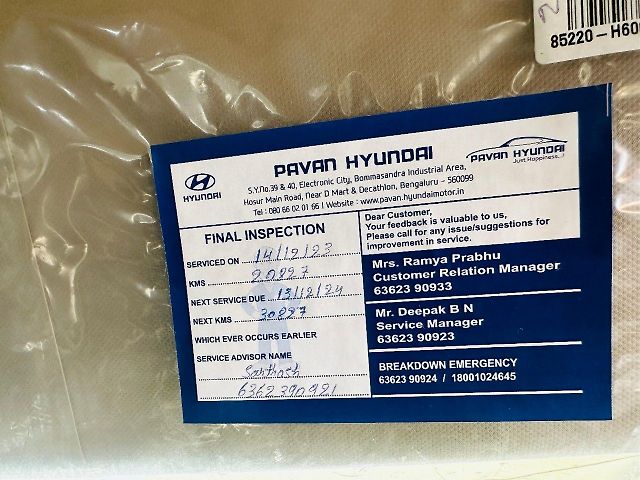 85220-H60
PAVAN HYUNDAI
S.Y.No.39 & 40, Electronic City, Bommasandra Industrial Area,
Hosur Main Road, Near D Mart & Decathlon, Bengaluru - 560099
Tel : 080 66 02 01 66 | Website : www.pavan.hyundaimotor.in
HYUNDAI
PAVAN HYUNDAI
Just Happiness...!
FINAL INSPECTION
SERVICED ON 14/12/23
KMS 20827
NEXT SERVICE DUE 13/12/24
NEXT KMS 30827
WHICH EVER OCCURS EARLIER
SERVICE ADVISOR NAME
Santhosh
6362390921
Dear Customer,
Your feedback is valuable to us,
Please call for any issue/suggestions for
improvement in service.
Mrs. Ramya Prabhu
Customer Relation Manager
63623 90933
Mr. Deepak B N
Service Manager
63623 90923
BREAKDOWN EMERGENCY
63623 90924 / 18001024645